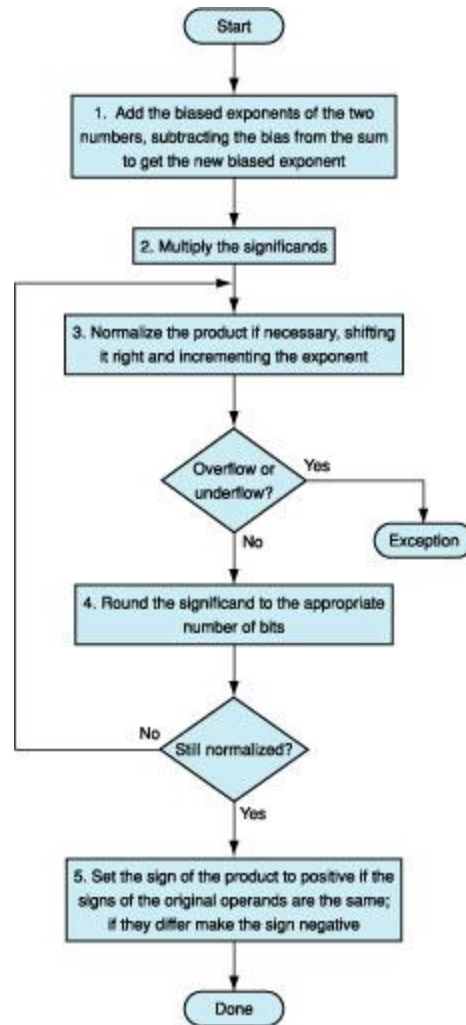 Start
1. Add the biased exponents of the two
numbers, subtracting the bias from the sum
to get the new biased exponent
2. Multiply the significands
3. Normalize the product if necessary, shifting
it right and incrementing the exponent
Overflow or
underflow?
Yes
Exception
No
4. Round the significand to the appropriate
number of bits
No
Still normalized?
Yes
5. Set the sign of the product to positive if the
signs of the original operands are the same;
if they differ make the sign negative
Done